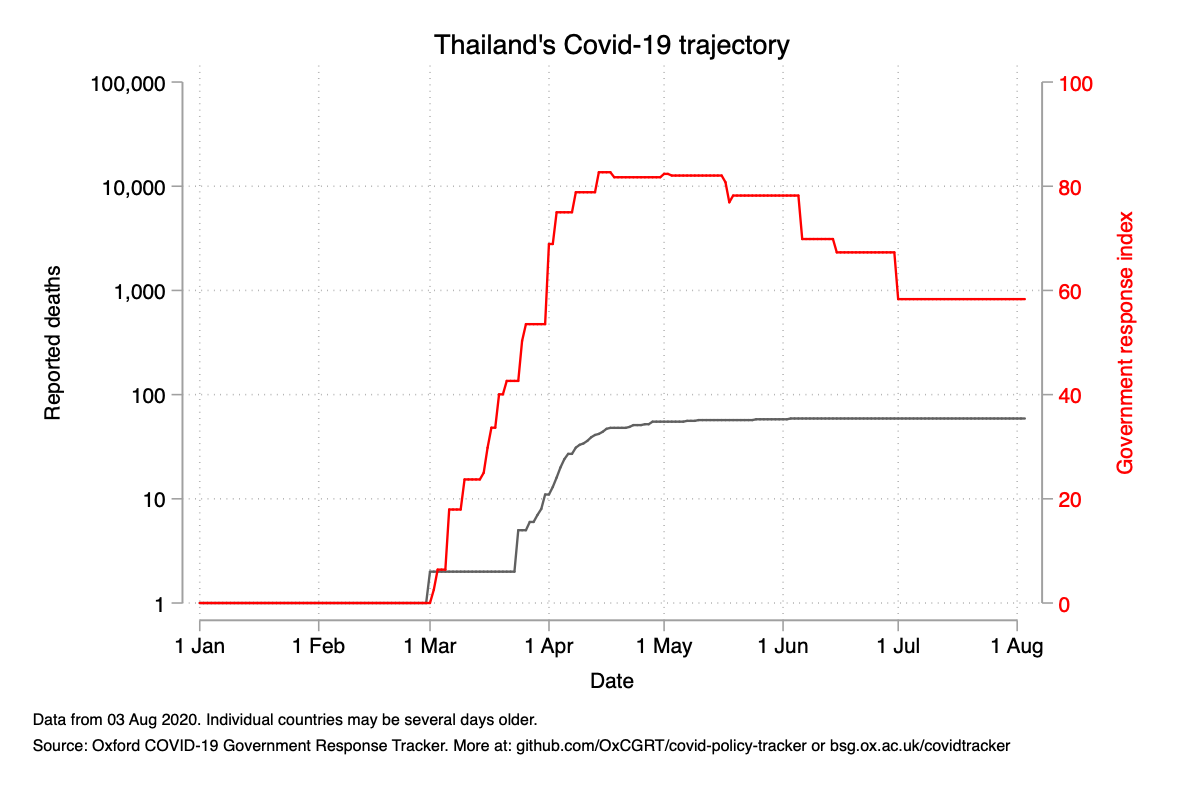 Thailand's Covid-19 trajectory
100,000
10,000
1,000
100
10
1
Reported deaths
100
80
60
40
20
0
Government response index
1 Jan 1 Feb 1 Mar 1 Apr 1 May 1 Jun 1 Jul 1 Aug
Date
Data from 03 Aug 2020. Individual countries may be several days older.
Source: Oxford COVID-19 Government Response Tracker. More at: github.com/OxCGRT/covid-policy-tracker or bsg.ox.ac.uk/covidtracker